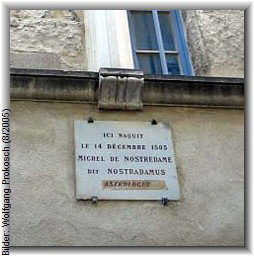 ICI NAQUIT
LE 14 DÉCEMBRE 1503
MICHEL DE NOSTREDAME
DIT NOSTRADAMUS
ASTROLOGUE
Bilder: Wolfgang Prokosch (8/2005)